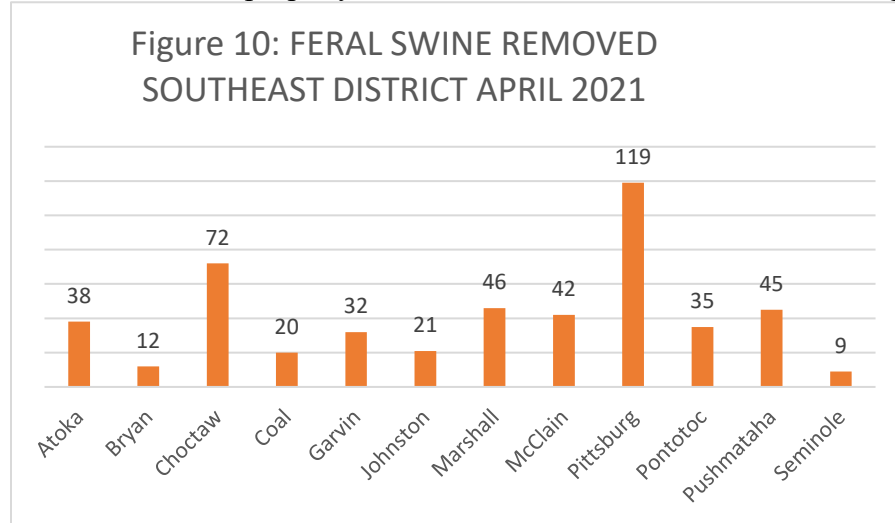 Figure 10: FERAL SWINE REMOVED
SOUTHEAST DISTRICT APRIL 2021
38
12
72
20
32
21
46
42
119
35
45
9
Atoka
Bryan
Choctaw
Coal
Garvin
Johnston
Marshall
McClain
Pittsburg
Pontotoc
Pushmataha
Seminole